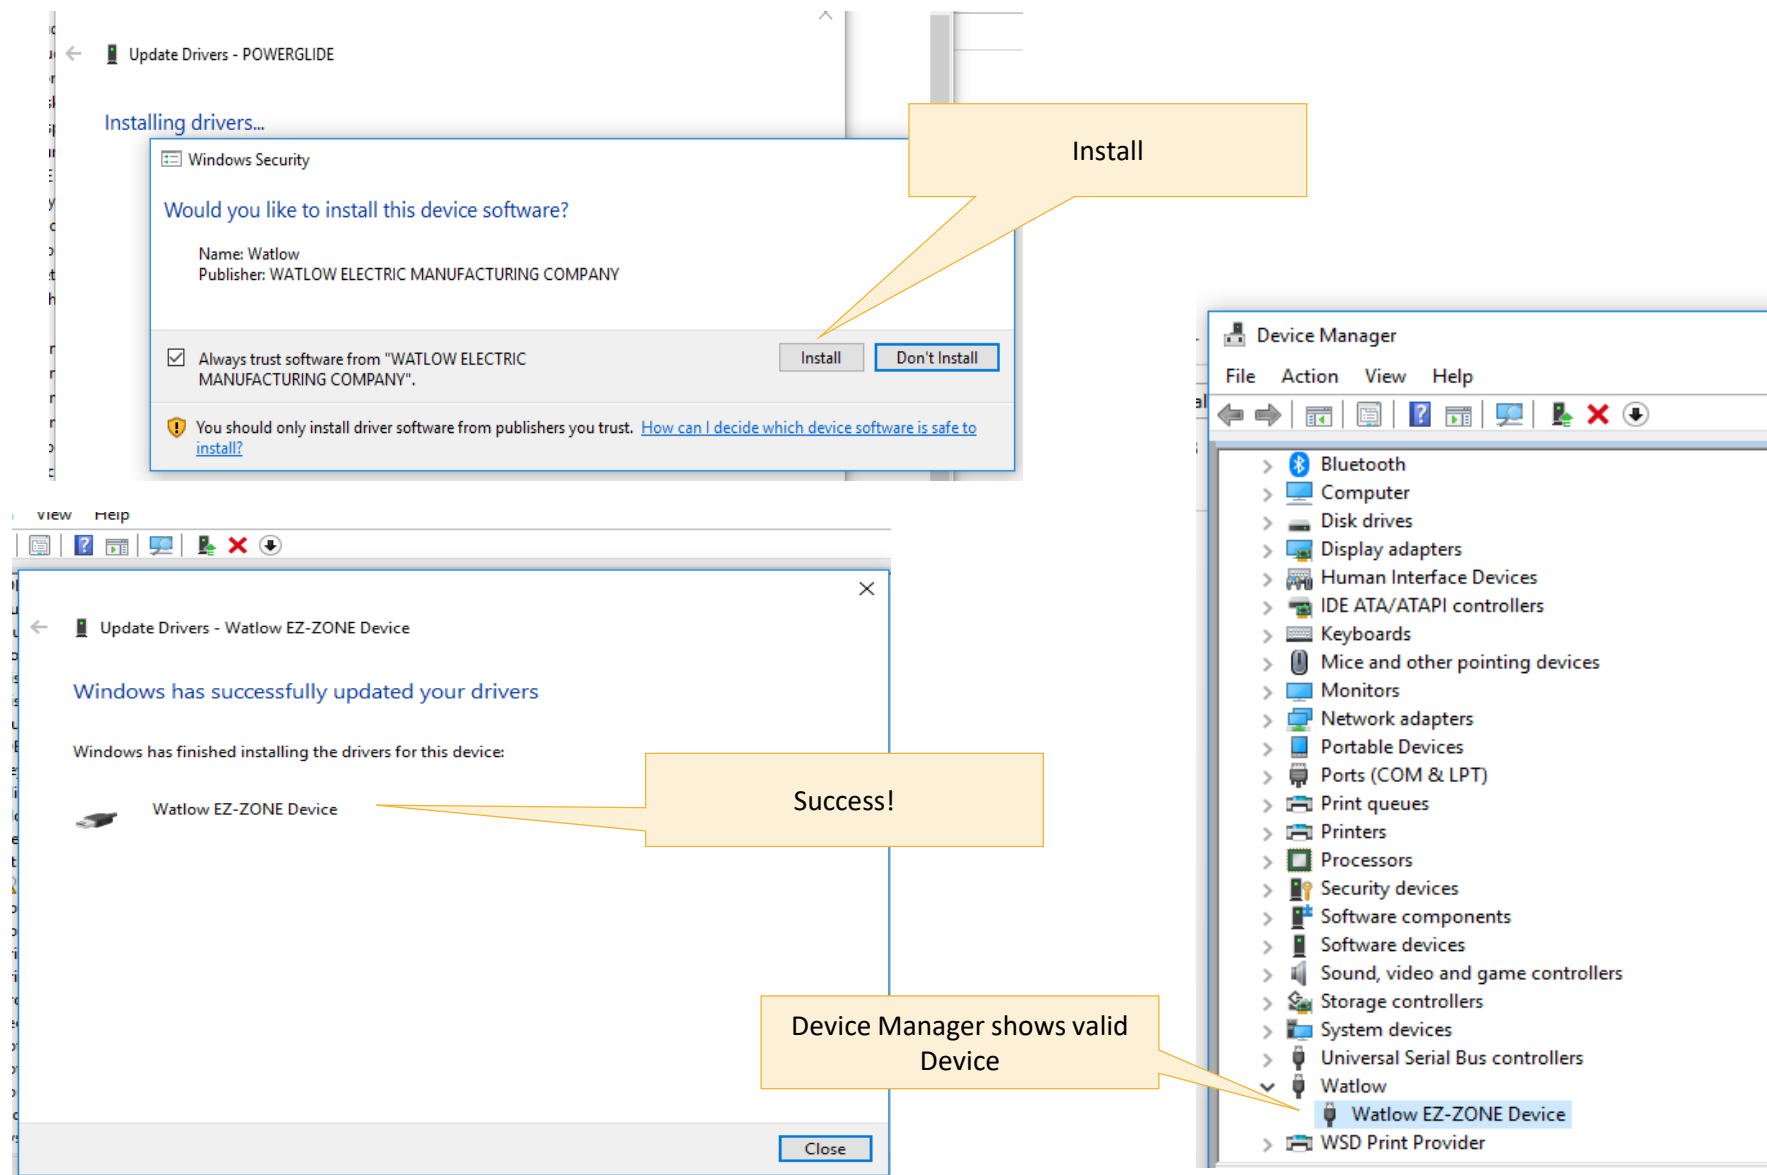 Update Drivers - POWERGLIDE
Installing drivers...
Windows Security
Would you like to install this device software?
Name: Watlow
Publisher: WATLOW ELECTRIC MANUFACTURING COMPANY
Always trust software from "WATLOW ELECTRIC
MANUFACTURING COMPANY".
Install
Don't Install
You should only install driver software from publishers you trust. How can I decide which device software is safe to
install?
Install
View Help
Update Drivers - Watlow EZ-ZONE Device
Windows has successfully updated your drivers
Windows has finished installing the drivers for this device:
Watlow EZ-ZONE Device
Close
Success!
Device Manager shows valid
Device
Device Manager
File Action View Help
Bluetooth
Computer
Disk drives
Display adapters
Human Interface Devices
IDE ATA/ATAPI controllers
Keyboards
Mice and other pointing devices
Monitors
Network adapters
Portable Devices
Ports (COM & LPT)
Print queues
Printers
Processors
Security devices
Software components
Software devices
Sound, video and game controllers
Storage controllers
System devices
Universal Serial Bus controllers
Watlow
Watlow EZ-ZONE Device
WSD Print Provider